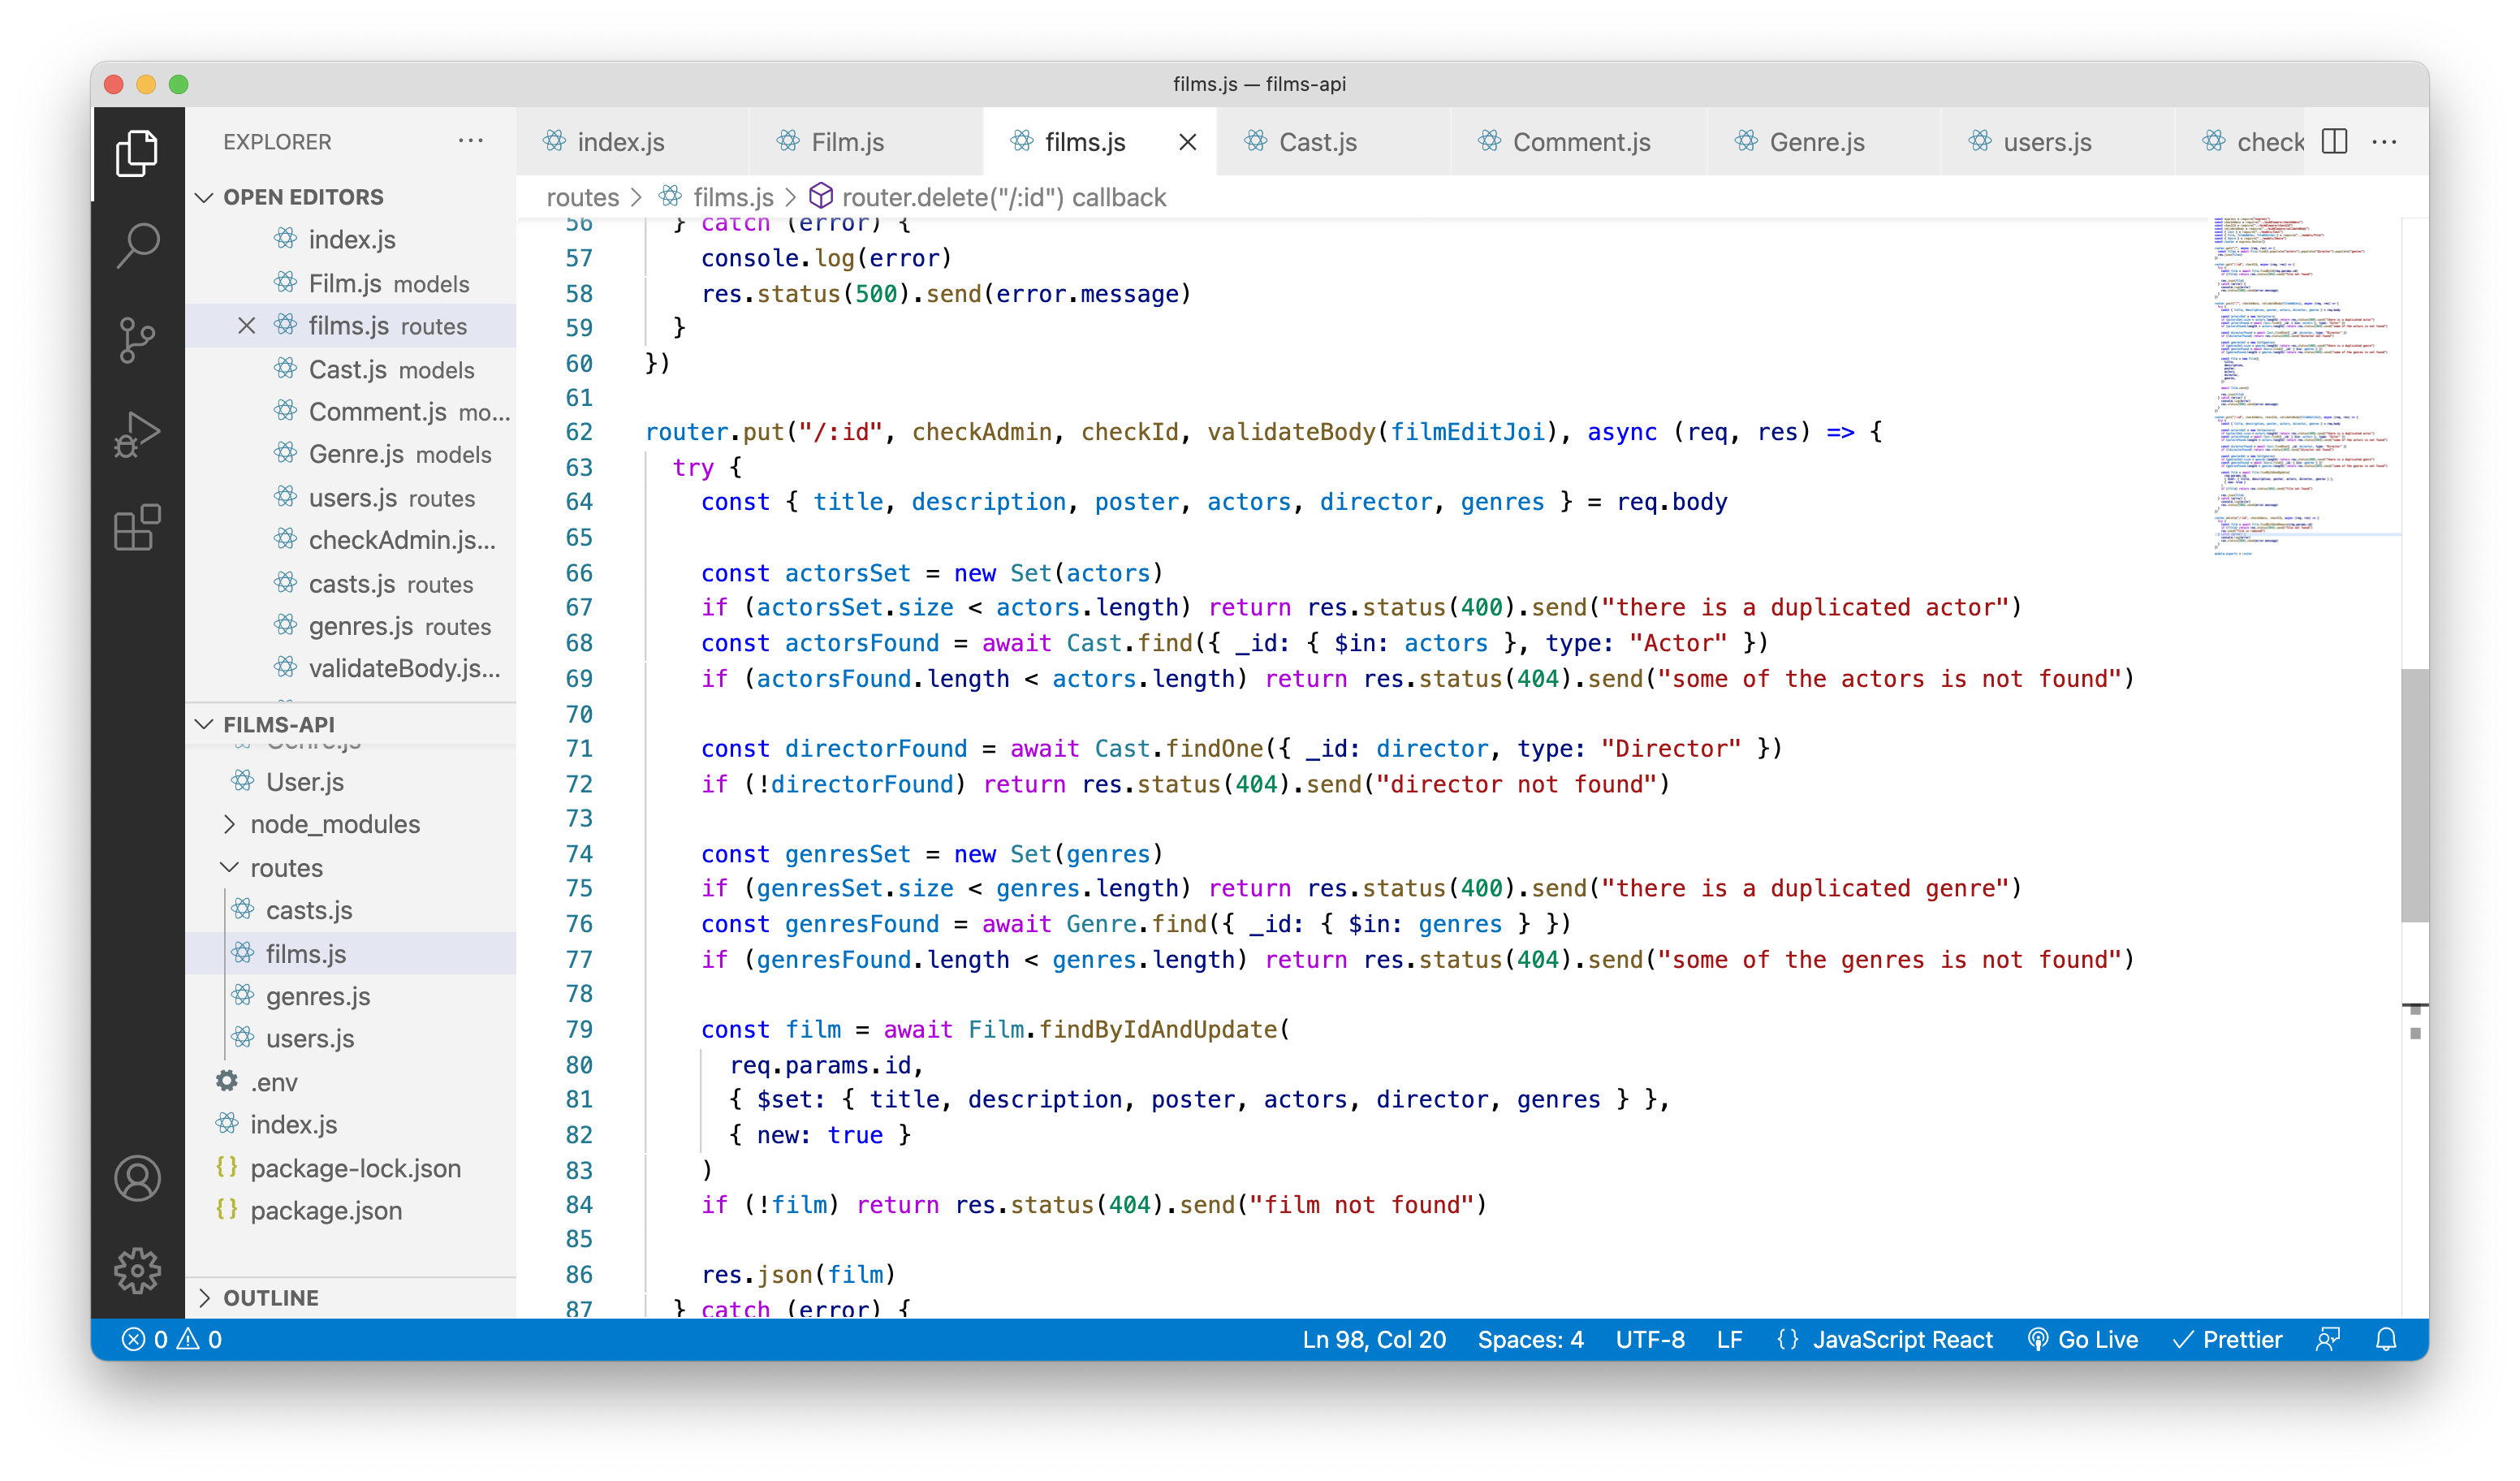 films.js — films-api
EXPLORER
OPEN EDITORS
index.js
Film.js models
films.js routes
Cast.js models
Comment.js mo...
Genre.js models
users.js routes
checkAdmin.js...
casts.js routes
genres.js routes
validateBody.js...
FILMS-API
Genre.js
User.js
node_modules
routes
casts.js
films.js
genres.js
users.js
.env
index.js
package-lock.json
package.json
OUTLINE
index.js Film.js films.js Cast.js Comment.js Genre.js users.js check
routes > films.js > router.delete("/:id") callback
56 } catch (error) {
57 console.log(error)
58 res.status(500).send(error.message)
59 }
60 })
61
62 router.put("/:id", checkAdmin, checkId, validateBody(filmEditJoi), async (req, res) => {
63 try {
64 const { title, description, poster, actors, director, genres } = req.body
65
66 const actorsSet = new Set(actors)
67 if (actorsSet.size < actors.length) return res.status(400).send("there is a duplicated actor")
68 const actorsFound = await Cast.find({ _id: { $in: actors }, type: "Actor" })
69 if (actorsFound.length < actors.length) return res.status(404).send("some of the actors is not found")
70
71 const directorFound = await Cast.findOne({ _id: director, type: "Director" })
72 if (!directorFound) return res.status(404).send("director not found")
73
74 const genresSet = new Set(genres)
75 if (genresSet.size < genres.length) return res.status(400).send("there is a duplicated genre")
76 const genresFound = await Genre.find({ _id: { $in: genres } })
77 if (genresFound.length < genres.length) return res.status(404).send("some of the genres is not found")
78
79 const film = await Film.findByIdAndUpdate(
80 req.params.id,
81 { $set: { title, description, poster, actors, director, genres } },
82 { new: true }
83 )
84 if (!film) return res.status(404).send("film not found")
85
86 res.json(film)
87 } catch (error) {
0 0 Ln 98, Col 20 Spaces: 4 UTF-8 LF {} JavaScript React Go Live Prettier